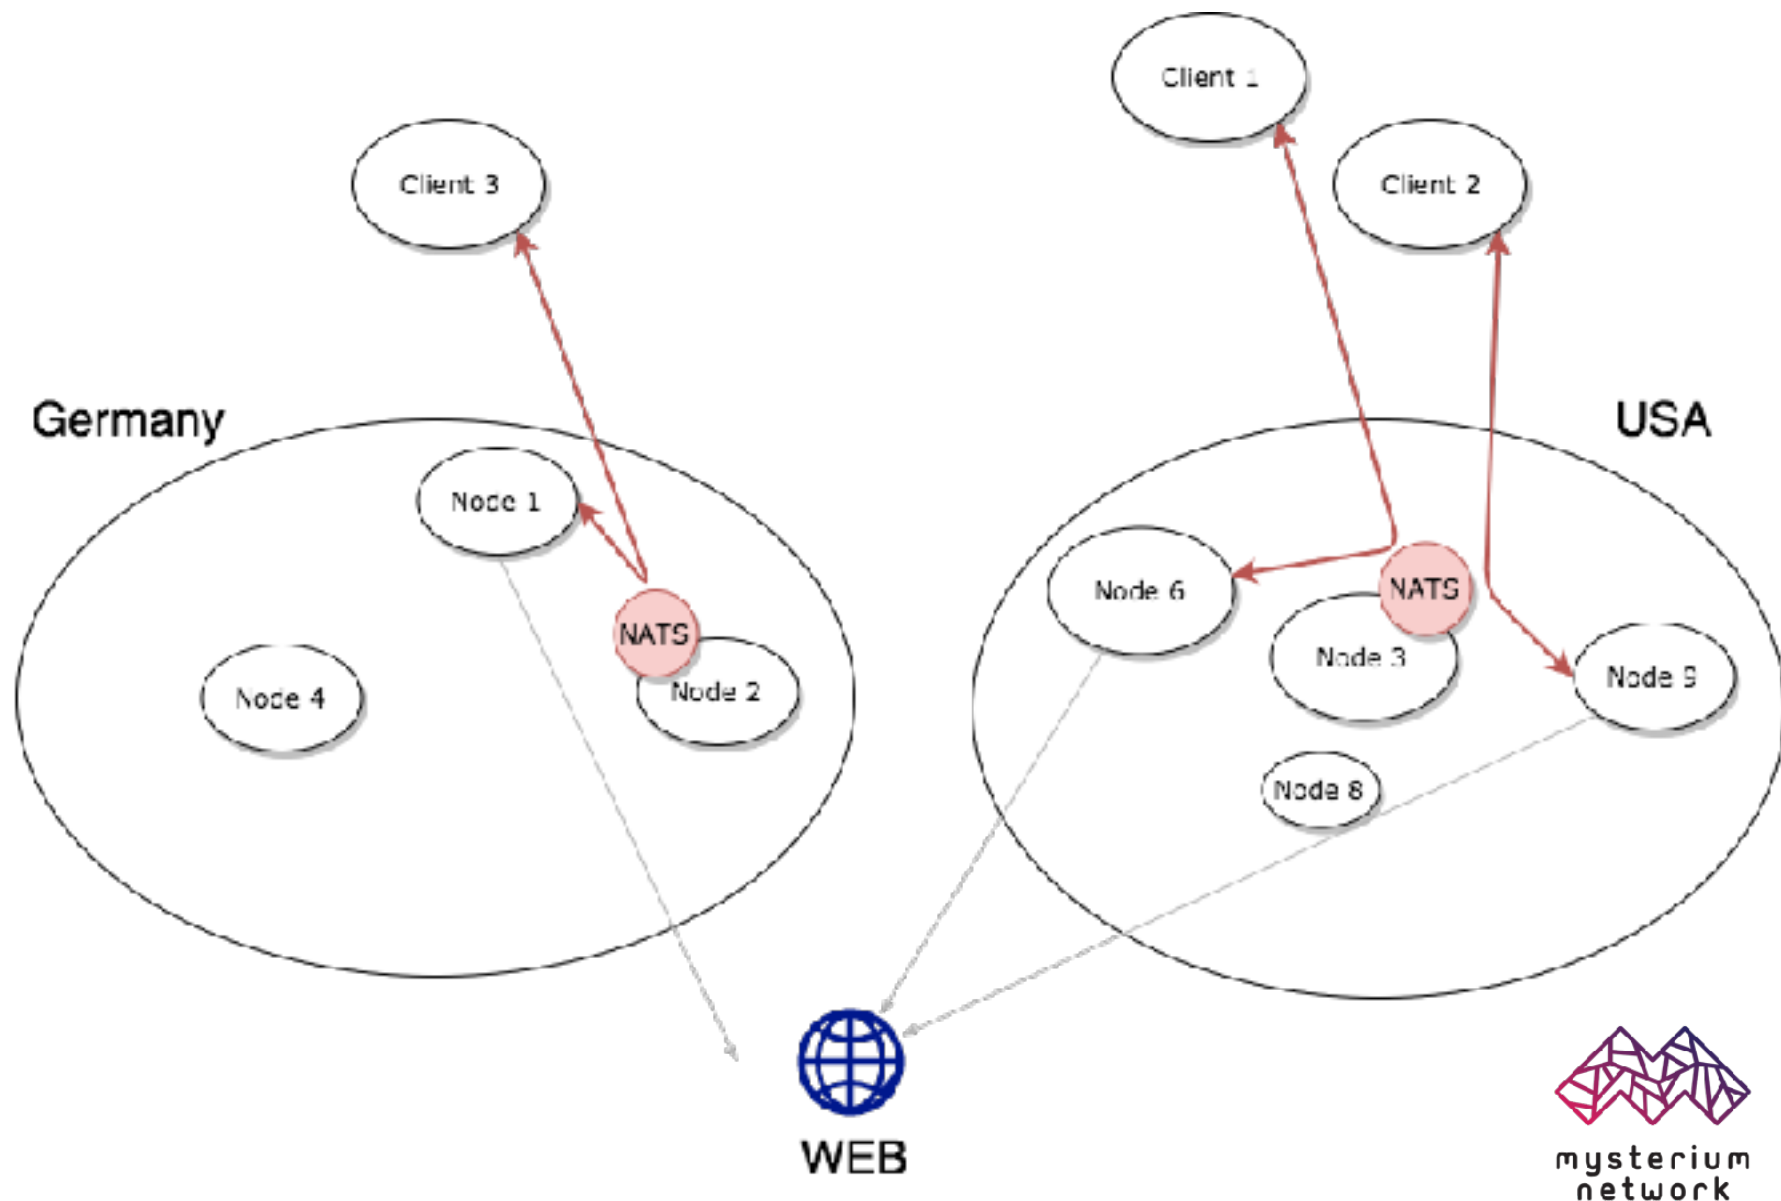 Client 1
Client 3
Client 2
Germany
USA
Node 1
Node 6
NATS
NATS
Node 3
Node 9
Node 4
Node 2
Node 8
WEB
mysterium
network